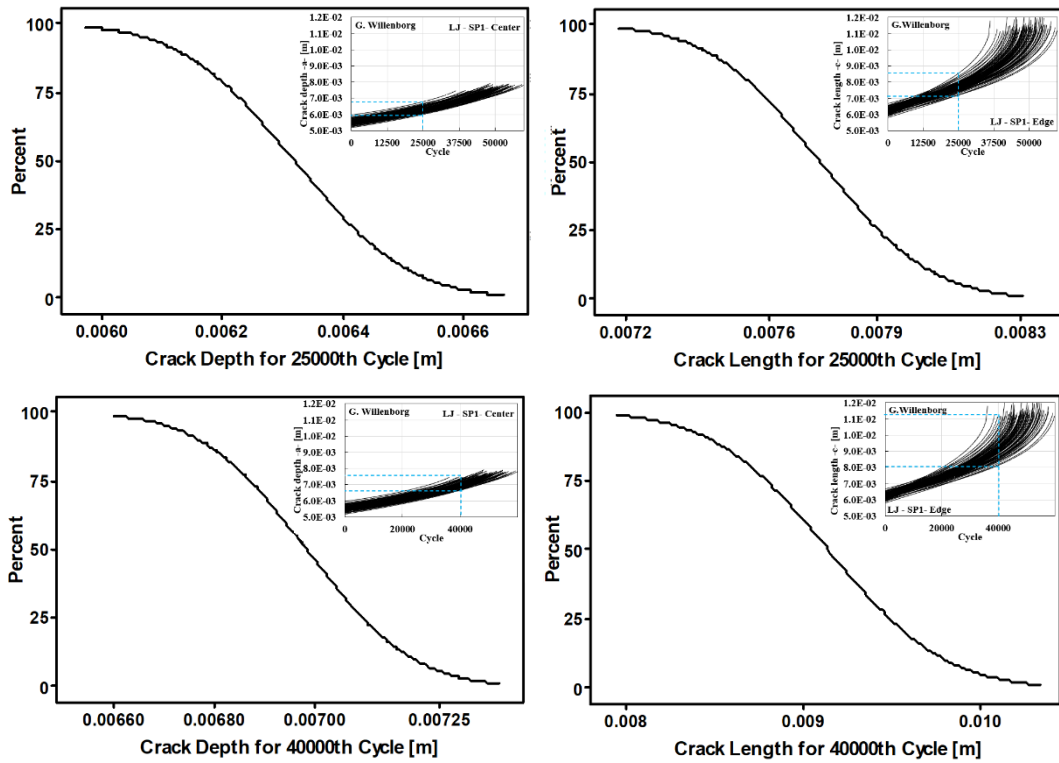 G. Willenborg
LJ - SP1- Center
1.2E-02
1.1E-02
1.0E-02
9.0E-03
8.0E-03
7.0E-03
6.0E-03
5.0E-03
Crack depth -a- [m]
0 12500 25000 37500 50000
Cycle
100
75
50
25
0
Percent
0.0060 0.0062 0.0064 0.0066
Crack Depth for 25000th Cycle [m]
G. Willenborg
1.2E-02
1.1E-02
1.0E-02
9.0E-03
8.0E-03
7.0E-03
6.0E-03
5.0E-03
Crack length -c- [m]
LJ - SP1- Edge
0 12500 25000 37500 50000
Cycle
100
75
50
25
0
Percent
0.0072 0.0076 0.0079 0.0083
Crack Length for 25000th Cycle [m]
G. Willenborg
LJ - SP1- Center
1.2E-02
1.1E-02
1.0E-02
9.0E-03
8.0E-03
7.0E-03
6.0E-03
5.0E-03
Crack depth -a- [m]
0 20000 40000
Cycle
100
75
50
25
0
Percent
0.00660 0.00680 0.00700 0.00725
Crack Depth for 40000th Cycle [m]
G.Willenborg
1.2E-02
1.1E-02
1.0E-02
9.0E-03
8.0E-03
7.0E-03
6.0E-03
5.0E-03
Crack length -c- [m]
LJ - SP1- Edge
0 20000 40000
Cycle
100
75
50
25
0
Percent
0.008 0.009 0.010
Crack Length for 40000th Cycle [m]